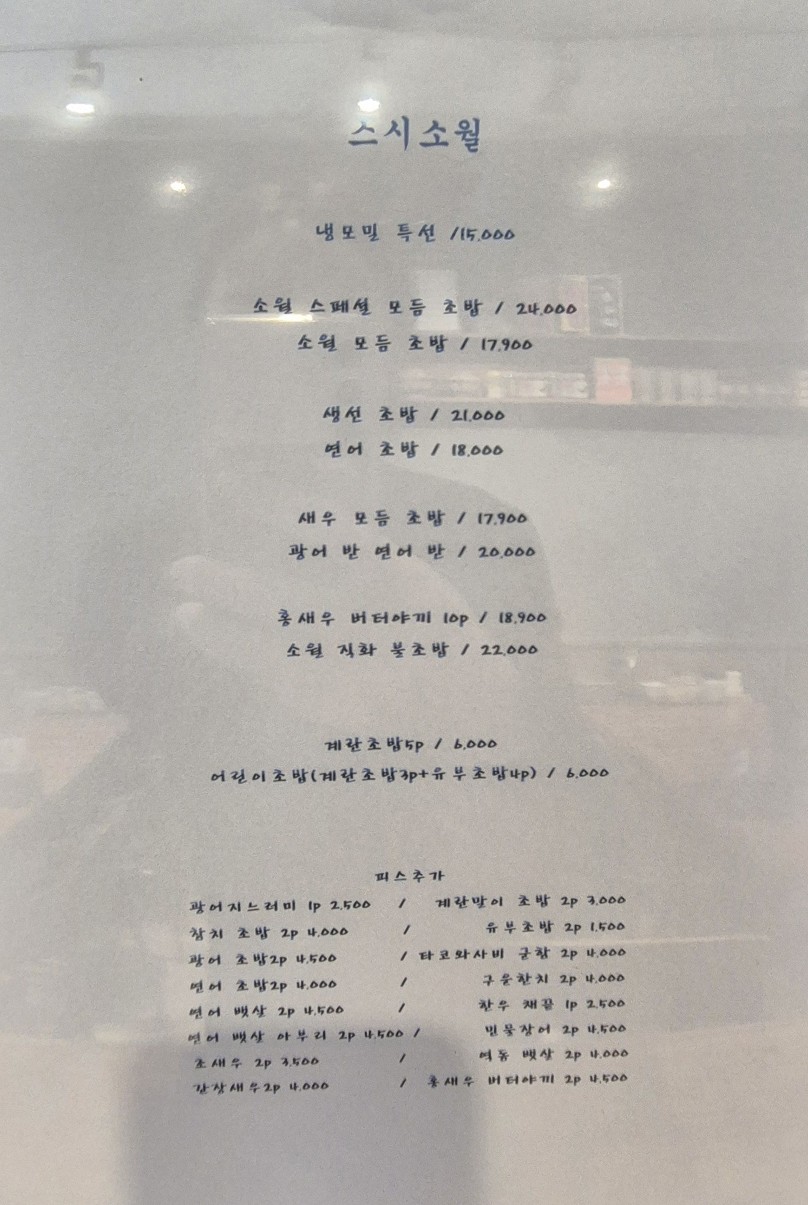 스시소월
냉모밀 특선 /15,000
소월 스페셜 모듬 초밥 / 24,000
소월 모듬 초밥 / 17,900
생선 초밥 / 21,000
연어 초밥 / 18,000
새우 모듬 초밥 / 17,900
광어 반 연어 반 / 20,000
홍새우 버터야끼 10p / 18,900
소월 직화 불초밥 / 22,000
계란초밥5p / 6,000
어린이초밥(계란초밥3p+유부초밥4p) / 6,000
피스추가
광어지느러미 1p 2,500 / 계란말이 초밥 2p 3,000
참치 초밥 2p 4,000 / 유부초밥 2p 1,500
광어 초밥2p 4,500 / 타코와사비 군함 2p 4,000
연어 초밥2p 4,000 / 구운한치 2p 4,000
연어 뱃살 2p 4,500 / 한우 채끝 1p 2,500
연어 뱃살 아부리 2p 4,500 / 민물장어 2p 4,500
초새우 2p 3,500 / 역돔 뱃살 2p 4,000
간장새우2p 4,000 / 홍새우 버터야끼 2p 4,500